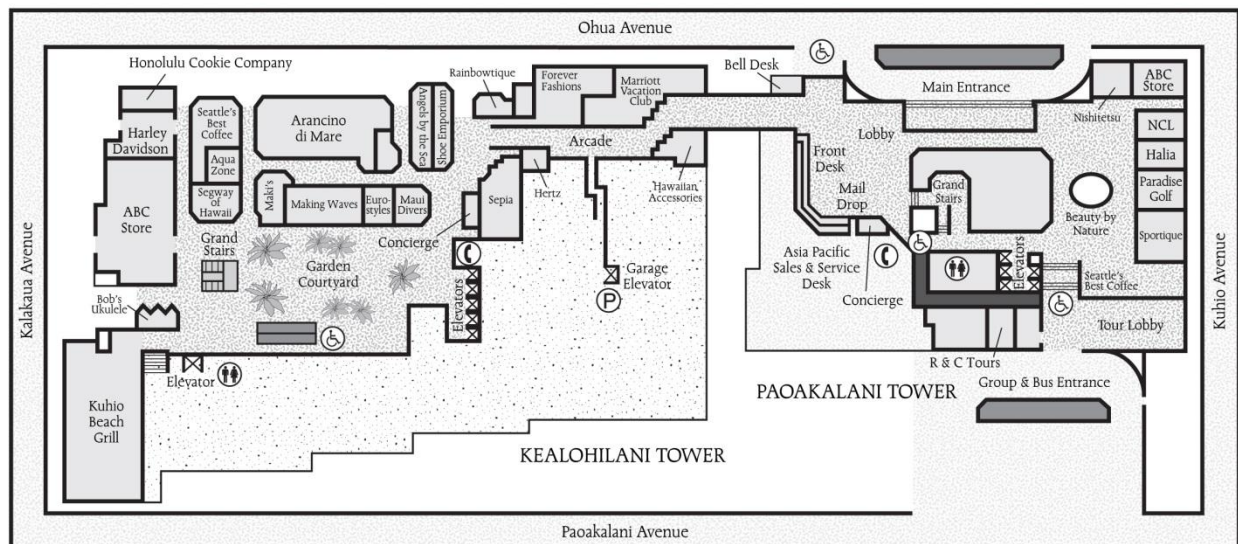 Ohua Avenue
Honolulu Cookie Company
Harley
Davidson
ABC
Store
Seattle's
Best
Coffee
Aqua
Zone
Segway
of
Hawaii
Arancino
di Mare
Maki's
Making Waves
Euro-
styles
Maui
Divers
Angels by the Sea
Shoe Emporium
Rainbowtique
Forever
Fashions
Marriott
Vacation
Club
Arcade
Hertz
Sepia
Concierge
Hawaiian
Accessories
Bell Desk
Main Entrance
Lobby
Front
Desk
Mail
Drop
Grand
Stairs
Asia Pacific
Sales & Service
Desk
Concierge
Elevators
Nishitetsu
ABC
Store
NCL
Halia
Paradise
Golf
Sportique
Beauty by
Nature
Seattle's
Best Coffee
Tour Lobby
R & C Tours
Group & Bus Entrance
PAOAKALANI TOWER
Grand
Stairs
Garden
Courtyard
Bob's
Ukulele
Elevator
Kuhio
Beach
Grill
Elevators
Garage
Elevator
P
KEALOHILANI TOWER
Kalakaua Avenue
Kuhio Avenue
Paoakalani Avenue